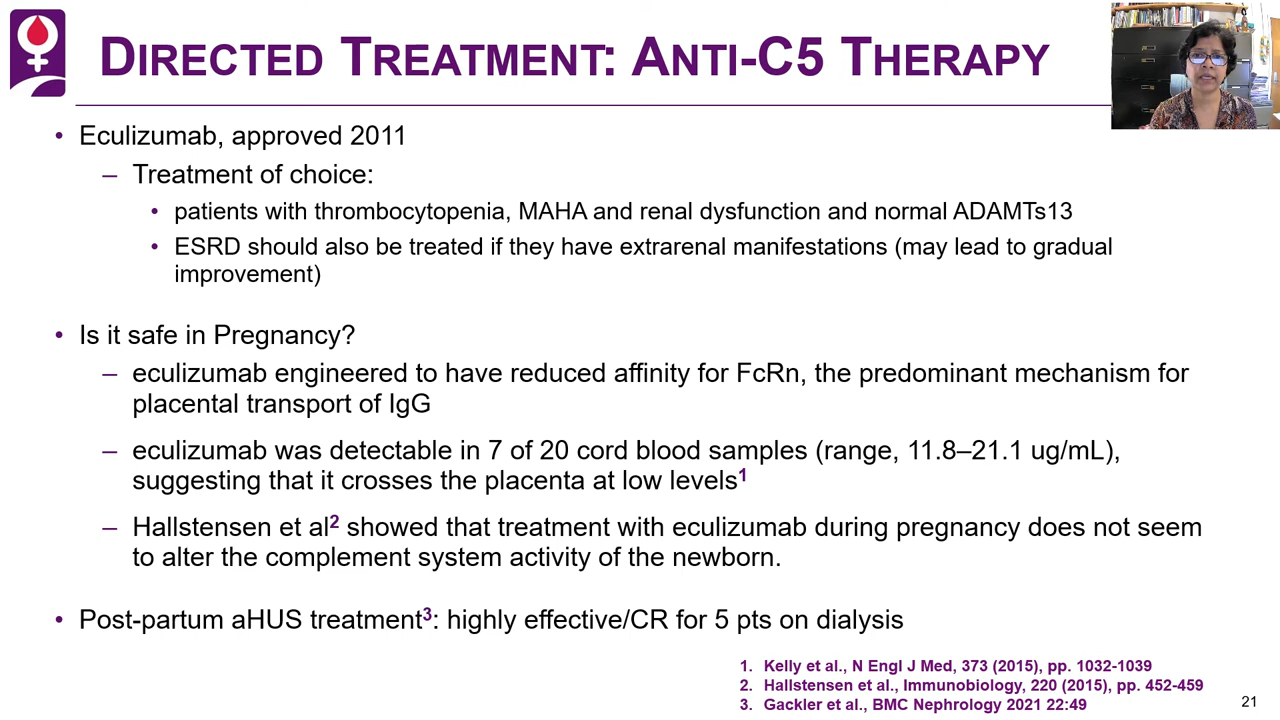 DIRECTED TREATMENT: ANTI-C5 THERAPY
• Eculizumab, approved 2011
– Treatment of choice:
• patients with thrombocytopenia, MAHA and renal dysfunction and normal ADAMTs13
• ESRD should also be treated if they have extrarenal manifestations (may lead to gradual
improvement)
• Is it safe in Pregnancy?
– eculizumab engineered to have reduced affinity for FcRn, the predominant mechanism for
placental transport of IgG
– eculizumab was detectable in 7 of 20 cord blood samples (range, 11.8–21.1 ug/mL),
suggesting that it crosses the placenta at low levels1
– Hallstensen et al2 showed that treatment with eculizumab during pregnancy does not seem
to alter the complement system activity of the newborn.
• Post-partum aHUS treatment3: highly effective/CR for 5 pts on dialysis
1. Kelly et al., N Engl J Med, 373 (2015), pp. 1032-1039
2. Hallstensen et al., Immunobiology, 220 (2015), pp. 452-459
3. Gackler et al., BMC Nephrology 2021 22:49
21